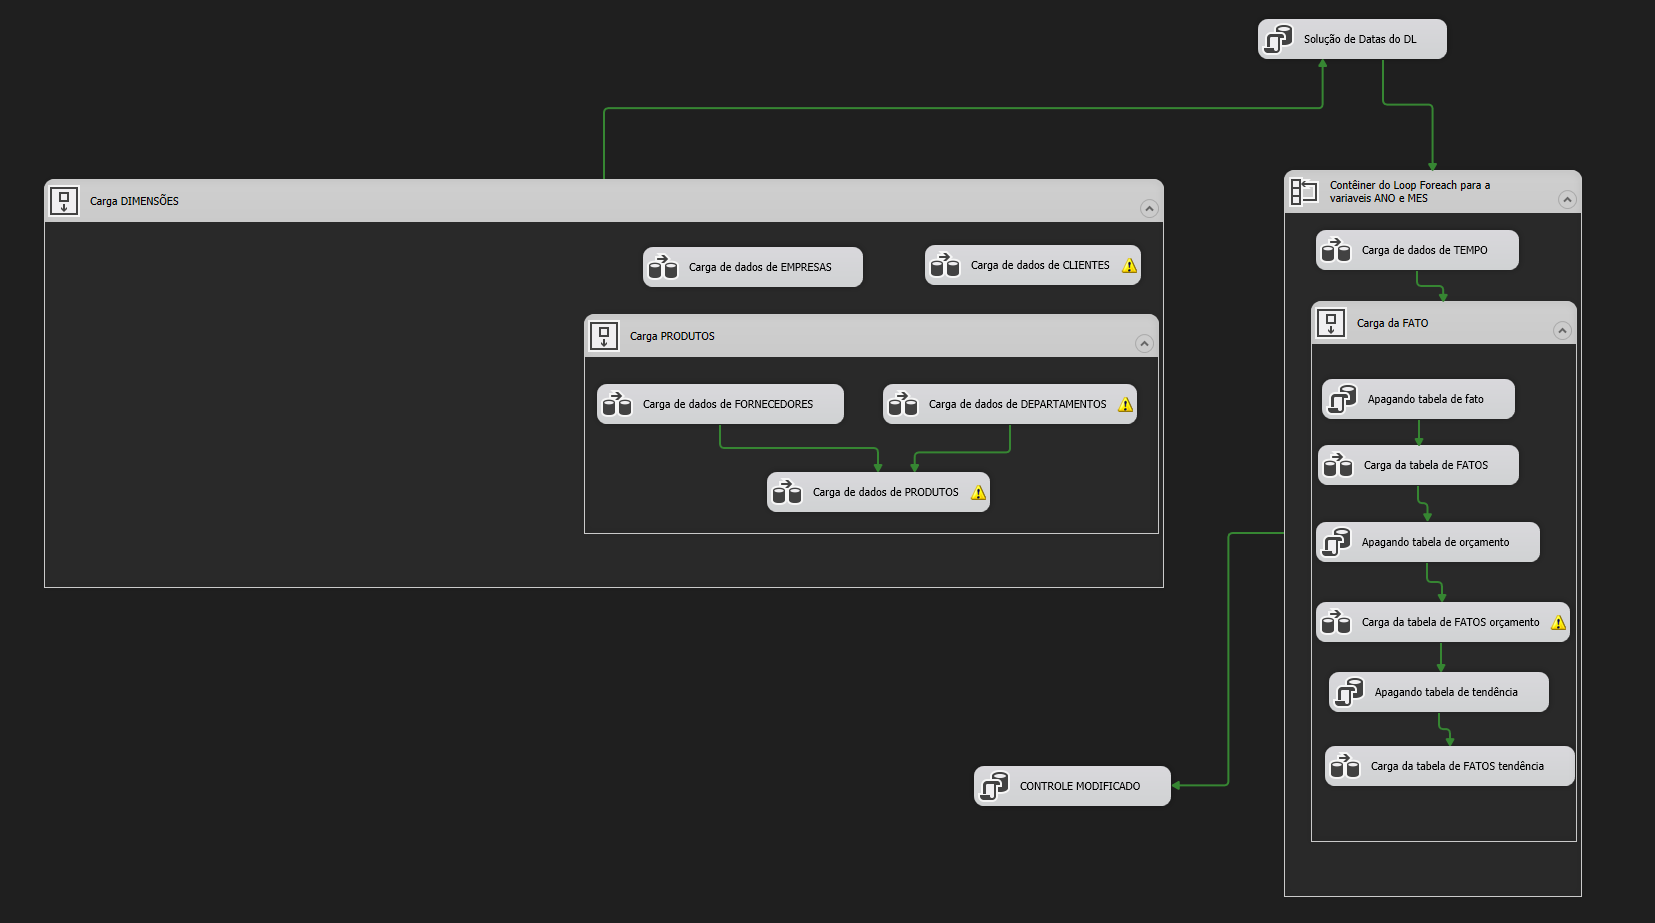 Solução de Datas do DL
Carga DIMENSÕES
Carga de dados de EMPRESAS
Carga de dados de CLIENTES
Carga PRODUTOS
Carga de dados de FORNECEDORES
Carga de dados de DEPARTAMENTOS
Carga de dados de PRODUTOS
Contêiner do Loop Foreach para a
variaveis ANO e MES
Carga de dados de TEMPO
Carga da FATO
Apagando tabela de fato
Carga da tabela de FATOS
Apagando tabela de orçamento
Carga da tabela de FATOS orçamento
Apagando tabela de tendência
Carga da tabela de FATOS tendência
CONTROLE MODIFICADO